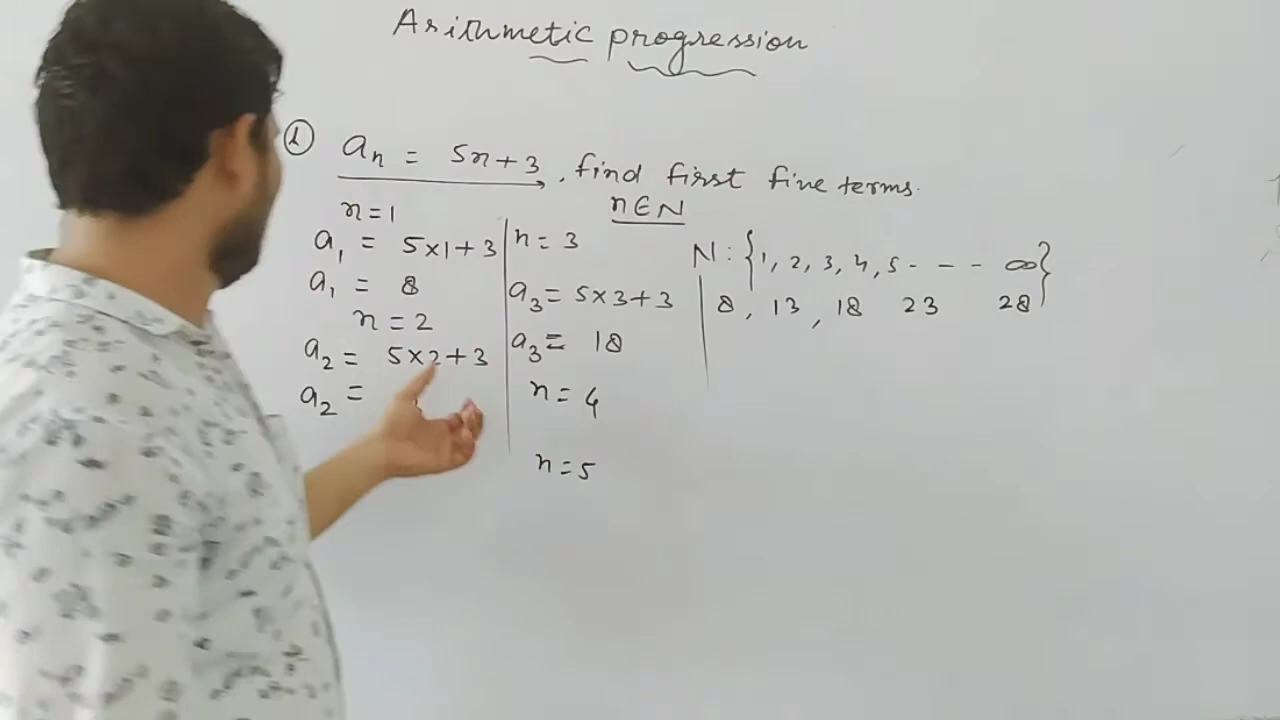 Arithmetic progression
1 aₙ = 5n+3, find first five terms.
n∈N
n=1
a₁ = 5×1+3
a₁ = 8
n=2
a₂ = 5×2+3
a₂ =
n=3
a₃ = 5×3+3
a₃ = 18
n=4
n=5
N: {1, 2, 3, 4, 5- - - ∞}
8, 13, 18 23 28